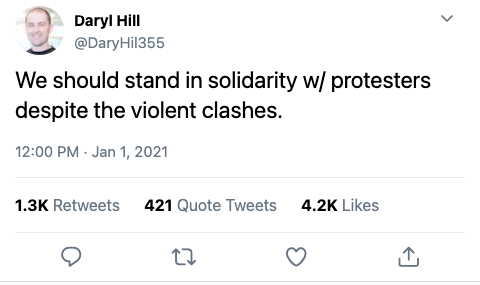 Daryl Hill
@DaryHil355
We should stand in solidarity w/ protesters
despite the violent clashes.
12:00 PM · Jan 1, 2021
1.3K Retweets 421 Quote Tweets 4.2K Likes